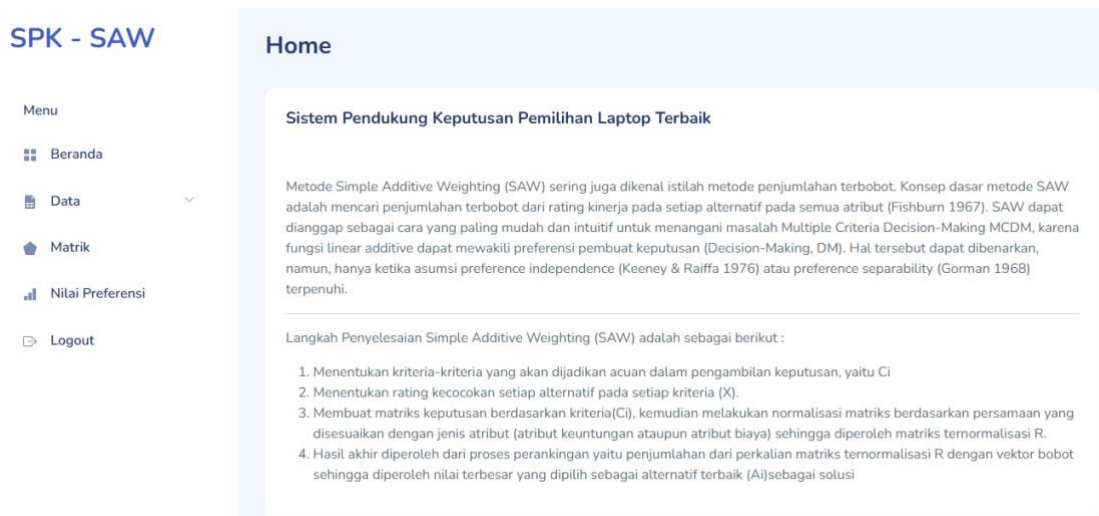 SPK - SAW
Menu
Beranda
Data
Matrik
Nilai Preferensi
Logout
Home
Sistem Pendukung Keputusan Pemilihan Laptop Terbaik
Metode Simple Additive Weighting (SAW) sering juga dikenal istilah metode penjumlahan terbobot. Konsep dasar metode SAW
adalah mencari penjumlahan terbobot dari rating kinerja pada setiap alternatif pada semua atribut (Fishburn 1967). SAW dapat
dianggap sebagai cara yang paling mudah dan intuitif untuk menangani masalah Multiple Criteria Decision-Making MCDM, karena
fungsi linear additive dapat mewakili preferensi pembuat keputusan (Decision-Making, DM). Hal tersebut dapat dibenarkan,
namun, hanya ketika asumsi preference independence (Keeney & Raiffa 1976) atau preference separability (Gorman 1968)
terpenuhi.
Langkah Penyelesaian Simple Additive Weighting (SAW) adalah sebagai berikut :
1. Menentukan kriteria-kriteria yang akan dijadikan acuan dalam pengambilan keputusan, yaitu Ci
2. Menentukan rating kecocokan setiap alternatif pada setiap kriteria (X).
3. Membuat matriks keputusan berdasarkan kriteria(Ci), kemudian melakukan normalisasi matriks berdasarkan persamaan yang
disesuaikan dengan jenis atribut (atribut keuntungan ataupun atribut biaya) sehingga diperoleh matriks ternormalisasi R.
4. Hasil akhir diperoleh dari proses perankingan yaitu penjumlahan dari perkalian matriks ternormalisasi R dengan vektor bobot
sehingga diperoleh nilai terbesar yang dipilih sebagai alternatif terbaik (Ai)sebagai solusi